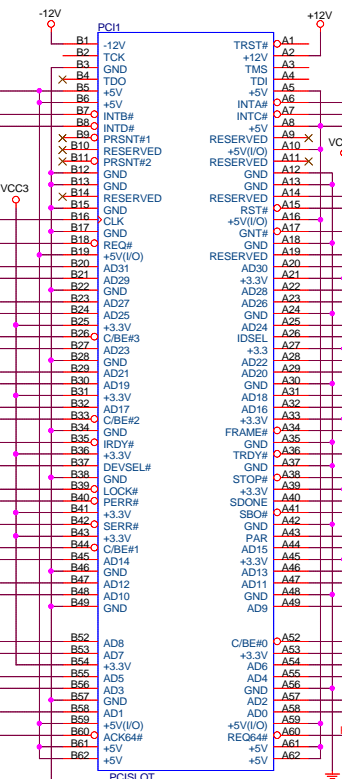 -12V +12V
PCI1
B1 -12V TRST# A1
B2 TCK +12V A2
B3 GND TMS A3
B4 TDO TDI A4
B5 +5V +5V A5
B6 +5V INTA# A6
B7 INTB# INTC# A7
B8 INTD# +5V A8
B9 PRSNT#1 RESERVED A9
B10 RESERVED +5V(I/O) A10
B11 PRSNT#2 RESERVED A11
B12 GND GND A12
B13 GND GND A13
VCC3 B14 RESERVED RESERVED A14
B15 GND RST# A15
B16 CLK +5V(I/O) A16
B17 GND GNT# A17
B18 REQ# GND A18
B19 +5V(I/O) RESERVED A19
B20 AD31 AD30 A20
B21 AD29 +3.3V A21
B22 GND AD28 A22
B23 AD27 AD26 A23
B24 AD25 GND A24
B25 +3.3V AD24 A25
B26 C/BE#3 IDSEL A26
B27 AD23 +3.3 A27
B28 GND AD22 A28
B29 AD21 AD20 A29
B30 AD19 GND A30
B31 +3.3V AD18 A31
B32 AD17 AD16 A32
B33 C/BE#2 +3.3V A33
B34 GND FRAME# A34
B35 IRDY# GND A35
B36 +3.3V TRDY# A36
B37 DEVSEL# GND A37
B38 GND STOP# A38
B39 LOCK# +3.3V A39
B40 PERR# SDONE A40
B41 +3.3V SBO# A41
B42 SERR# GND A42
B43 +3.3V PAR A43
B44 C/BE#1 AD15 A44
B45 AD14 +3.3V A45
B46 GND AD13 A46
B47 AD12 AD11 A47
B48 AD10 GND A48
B49 GND AD9 A49
B52 AD8 C/BE#0 A52
B53 AD7 +3.3V A53
B54 +3.3V AD6 A54
B55 AD5 AD4 A55
B56 AD3 GND A56
B57 GND AD2 A57
B58 AD1 AD0 A58
B59 +5V(I/O) +5V(I/O) A59
B60 ACK64# REQ64# A60
B61 +5V +5V A61
B62 +5V +5V A62
PCISLOT